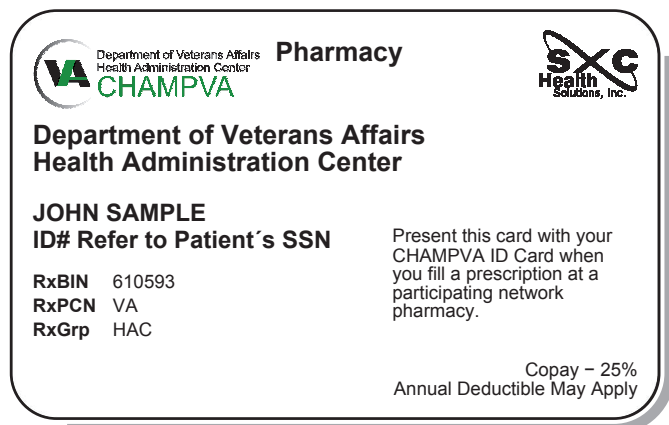 VA
Department of Veterans Affairs
Health Administration Center
CHAMPVA
Pharmacy
SXC
Health
Solutions, Inc.
Department of Veterans Affairs
Health Administration Center
JOHN SAMPLE
ID# Refer to Patient´s SSN
RxBIN 610593
RxPCN VA
RxGrp HAC
Present this card with your
CHAMPVA ID Card when
you fill a prescription at a
participating network
pharmacy.
Copay − 25%
Annual Deductible May Apply